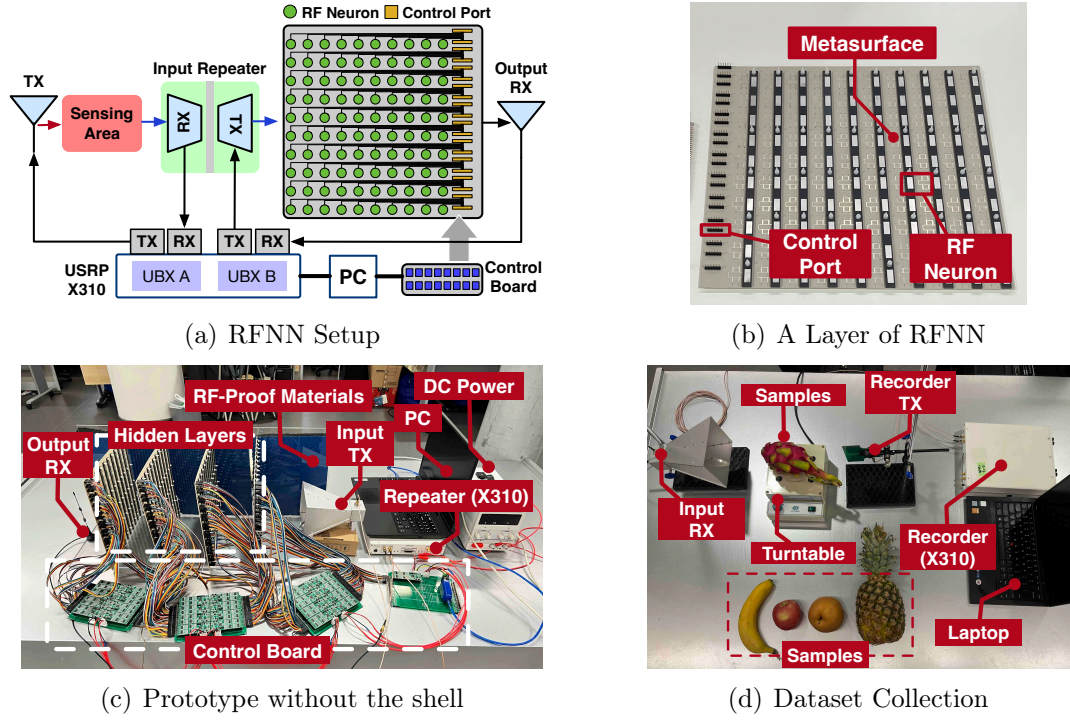 RF Neuron
Control Port
TX
Input Repeater
Output
RX
Sensing
Area
RX
TX
TX
RX
TX
RX
USRP
X310
UBX A
UBX B
PC
Control
Board
(a) RFNN Setup
Metasurface
Control
Port
RF
Neuron
(b) A Layer of RFNN
RF-Proof Materials
DC Power
PC
Output
RX
Hidden Layers
Input
TX
Repeater (X310)
Control Board
(c) Prototype without the shell
Samples
Recorder
TX
Input
RX
Turntable
Recorder
(X310)
Laptop
Samples
(d) Dataset Collection